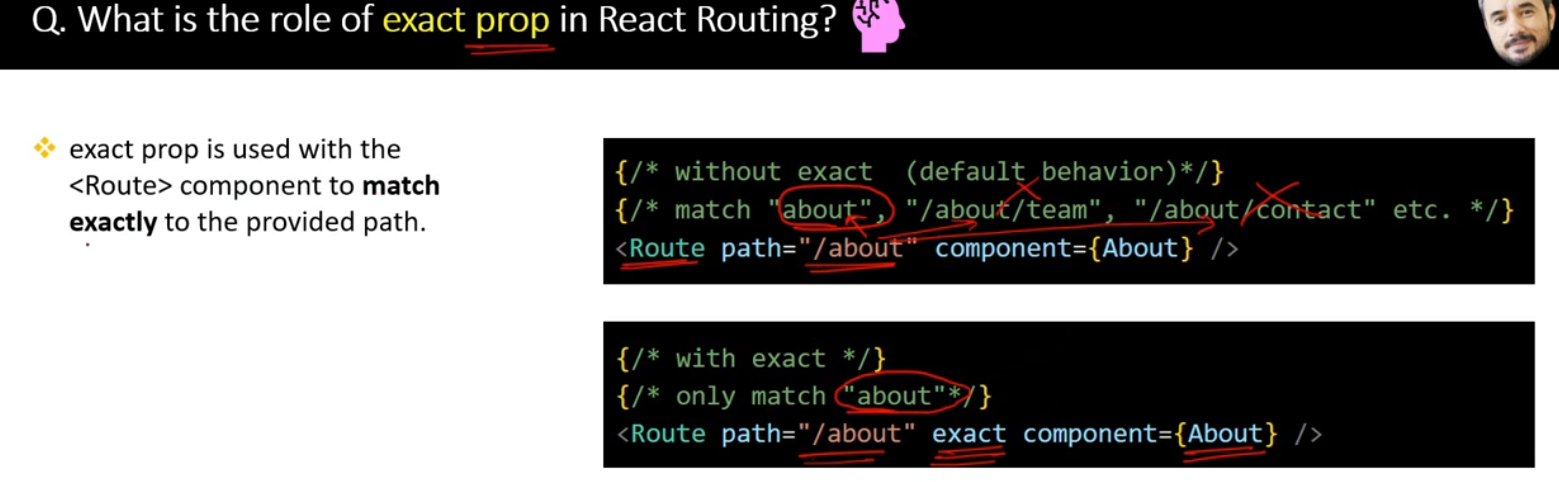 Q. What is the role of exact prop in React Routing?
exact prop is used with the
<Route> component to match
exactly to the provided path.
{/* without exact  (default behavior)*/}
{/* match "about", "/about/team", "/about/contact" etc. */}
<Route path="/about" component={About} />
{/* with exact */}
{/* only match "about"*/}
<Route path="/about" exact component={About} />